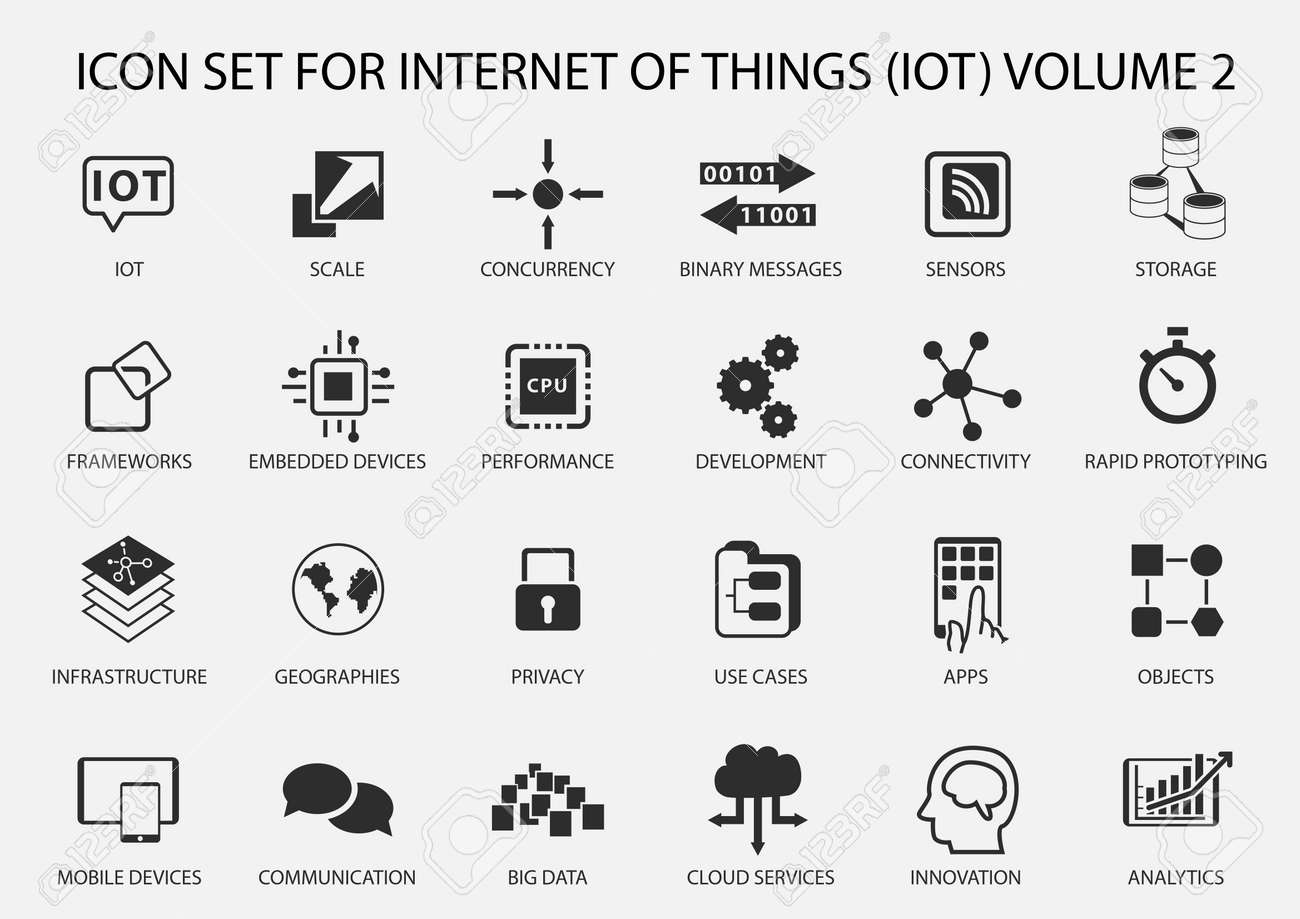 ICON SET FOR INTERNET OF THINGS (IOT) VOLUME 2
IOT
00101
11001
IOT SCALE CONCURRENCY BINARY MESSAGES SENSORS STORAGE
CPU
FRAMEWORKS EMBEDDED DEVICES PERFORMANCE DEVELOPMENT CONNECTIVITY RAPID PROTOTYPING
INFRASTRUCTURE GEOGRAPHIES PRIVACY USE CASES APPS OBJECTS
MOBILE DEVICES COMMUNICATION BIG DATA CLOUD SERVICES INNOVATION ANALYTICS
123RF